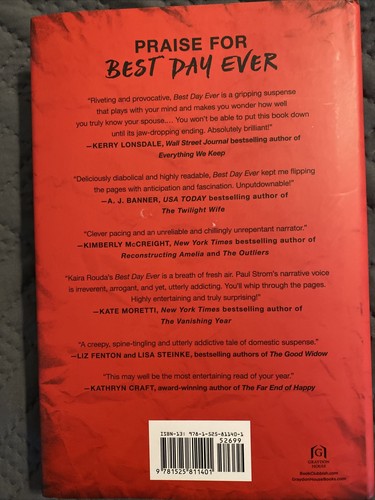 PRAISE FOR
BEST DAY EVER
"Riveting and provocative, Best Day Ever is a gripping suspense
that plays with your mind and makes you wonder how well
you truly know your spouse.... You won't be able to put this book down
until its jaw-dropping ending. Absolutely brilliant!"
—KERRY LONSDALE, Wall Street Journal bestselling author of
Everything We Keep
"Deliciously diabolical and highly readable, Best Day Ever kept me flipping
the pages with anticipation and fascination. Unputdownable!"
—A. J. BANNER, USA TODAY bestselling author of
The Twilight Wife
"Clever pacing and an unreliable and chillingly unrepentant narrator."
—KIMBERLY McCREIGHT, New York Times bestselling author of
Reconstructing Amelia and The Outliers
"Kaira Rouda's Best Day Ever is a breath of fresh air. Paul Strom's narrative voice
is irreverent, arrogant, and yet, utterly addicting. You'll whip through the pages.
Highly entertaining and truly surprising!"
—KATE MORETTI, New York Times bestselling author of
The Vanishing Year
"A creepy, spine-tingling and utterly addictive tale of domestic suspense."
—LIZ FENTON and LISA STEINKE, bestselling authors of The Good Widow
"This may well be the most entertaining read of your year."
—KATHRYN CRAFT, award-winning author of The Far End of Happy
ISBN-13: 978-1-525-81140-1
52699
9 781525 811401
G
GRAYDON
HOUSE
BookClubbish.com
GraydonHouseBooks.com